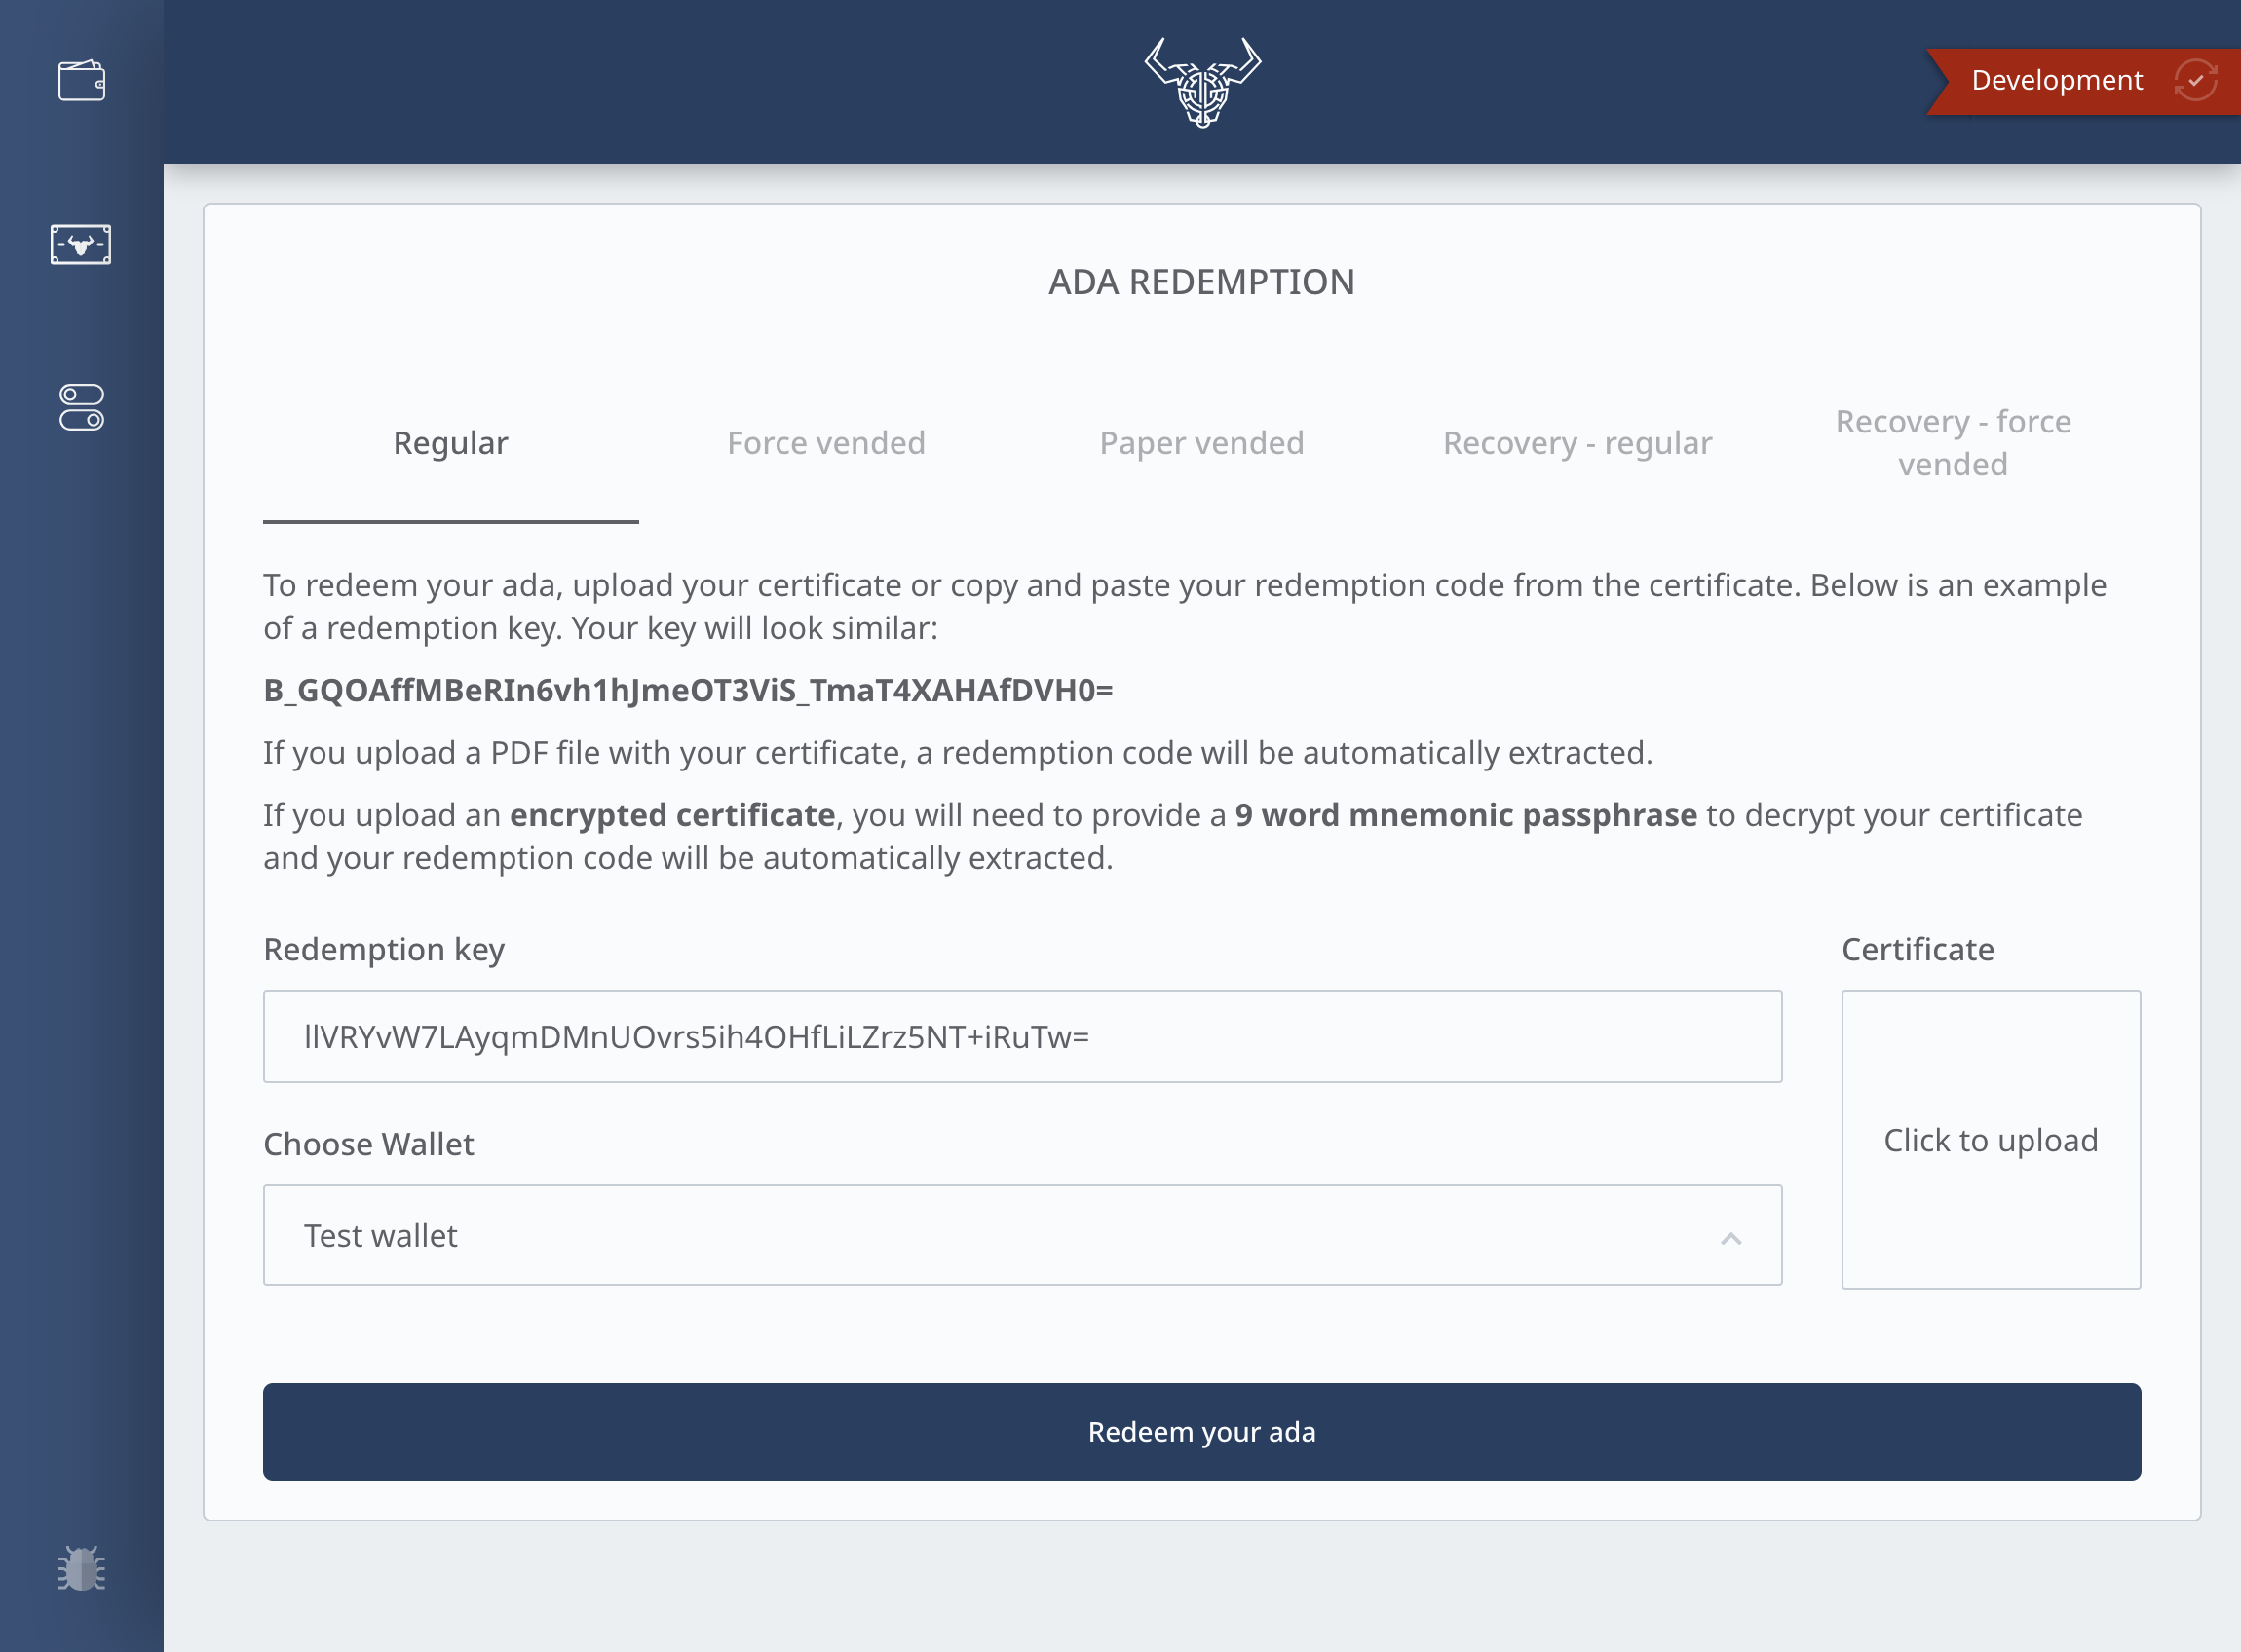 Development
ADA REDEMPTION
Regular
Force vended
Paper vended
Recovery - regular
Recovery - force
vended
To redeem your ada, upload your certificate or copy and paste your redemption code from the certificate. Below is an example
of a redemption key. Your key will look similar:
B_GQOAffMBeRIn6vh1hJmeOT3ViS_TmaT4XAHAfDVH0=
If you upload a PDF file with your certificate, a redemption code will be automatically extracted.
If you upload an encrypted certificate, you will need to provide a 9 word mnemonic passphrase to decrypt your certificate
and your redemption code will be automatically extracted.
Redemption key
Certificate
llVRYvW7LAyqmDMnUOvrs5ih4OHfLiLZrz5NT+iRuTw=
Choose Wallet
Click to upload
Test wallet
Redeem your ada